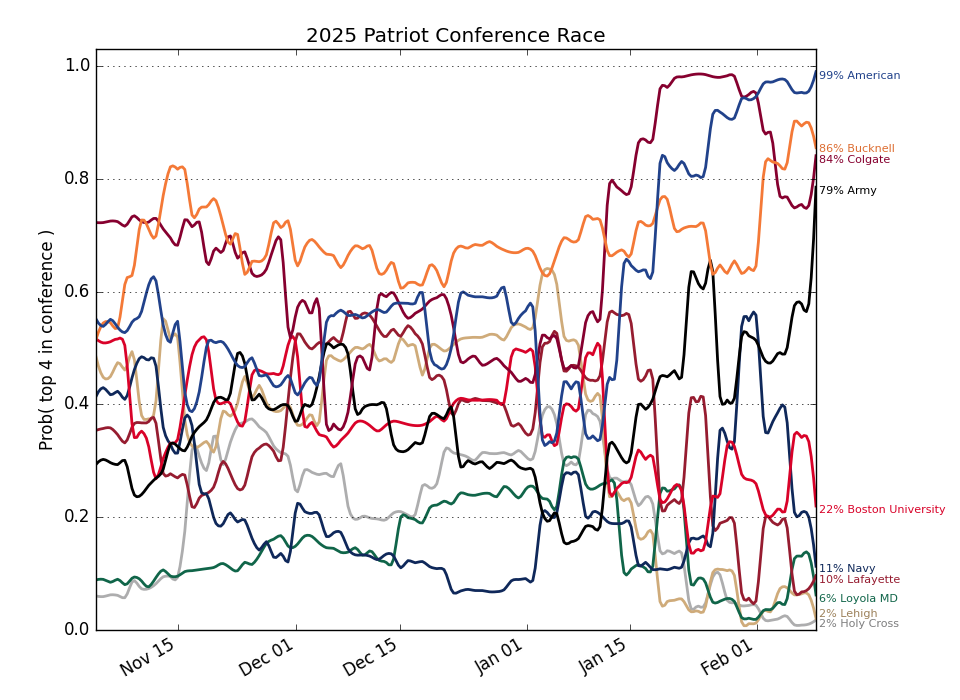 2025 Patriot Conference Race
Prob( top 4 in conference )
1.0
0.8
0.6
0.4
0.2
0.0
Nov 15
Dec 01
Dec 15
Jan 01
Jan 15
Feb 01
99% American
86% Bucknell
84% Colgate
79% Army
22% Boston University
11% Navy
10% Lafayette
6% Loyola MD
2% Lehigh
2% Holy Cross